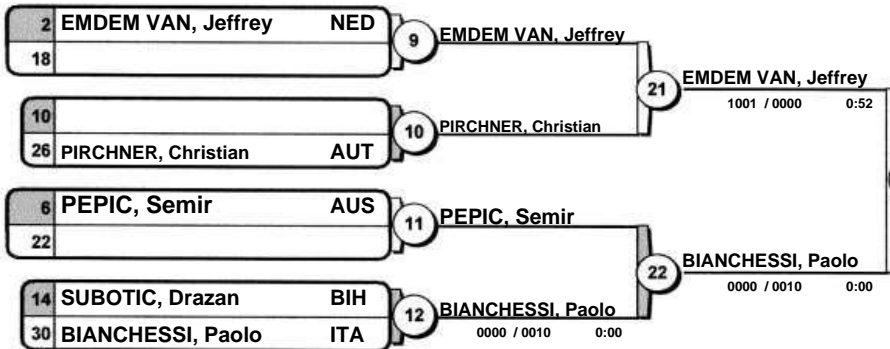 2 EMDEM VAN, Jeffrey NED
18
9 EMDEM VAN, Jeffrey
10
26 PIRCHNER, Christian AUT
10 PIRCHNER, Christian
21 EMDEM VAN, Jeffrey
1001 / 0000 0:52
6 PEPIC, Semir AUS
22
11 PEPIC, Semir
14 SUBOTIC, Drazan BIH
30 BIANCHESSI, Paolo ITA
12 BIANCHESSI, Paolo
0000 / 0010 0:00
22 BIANCHESSI, Paolo
0000 / 0010 0:00